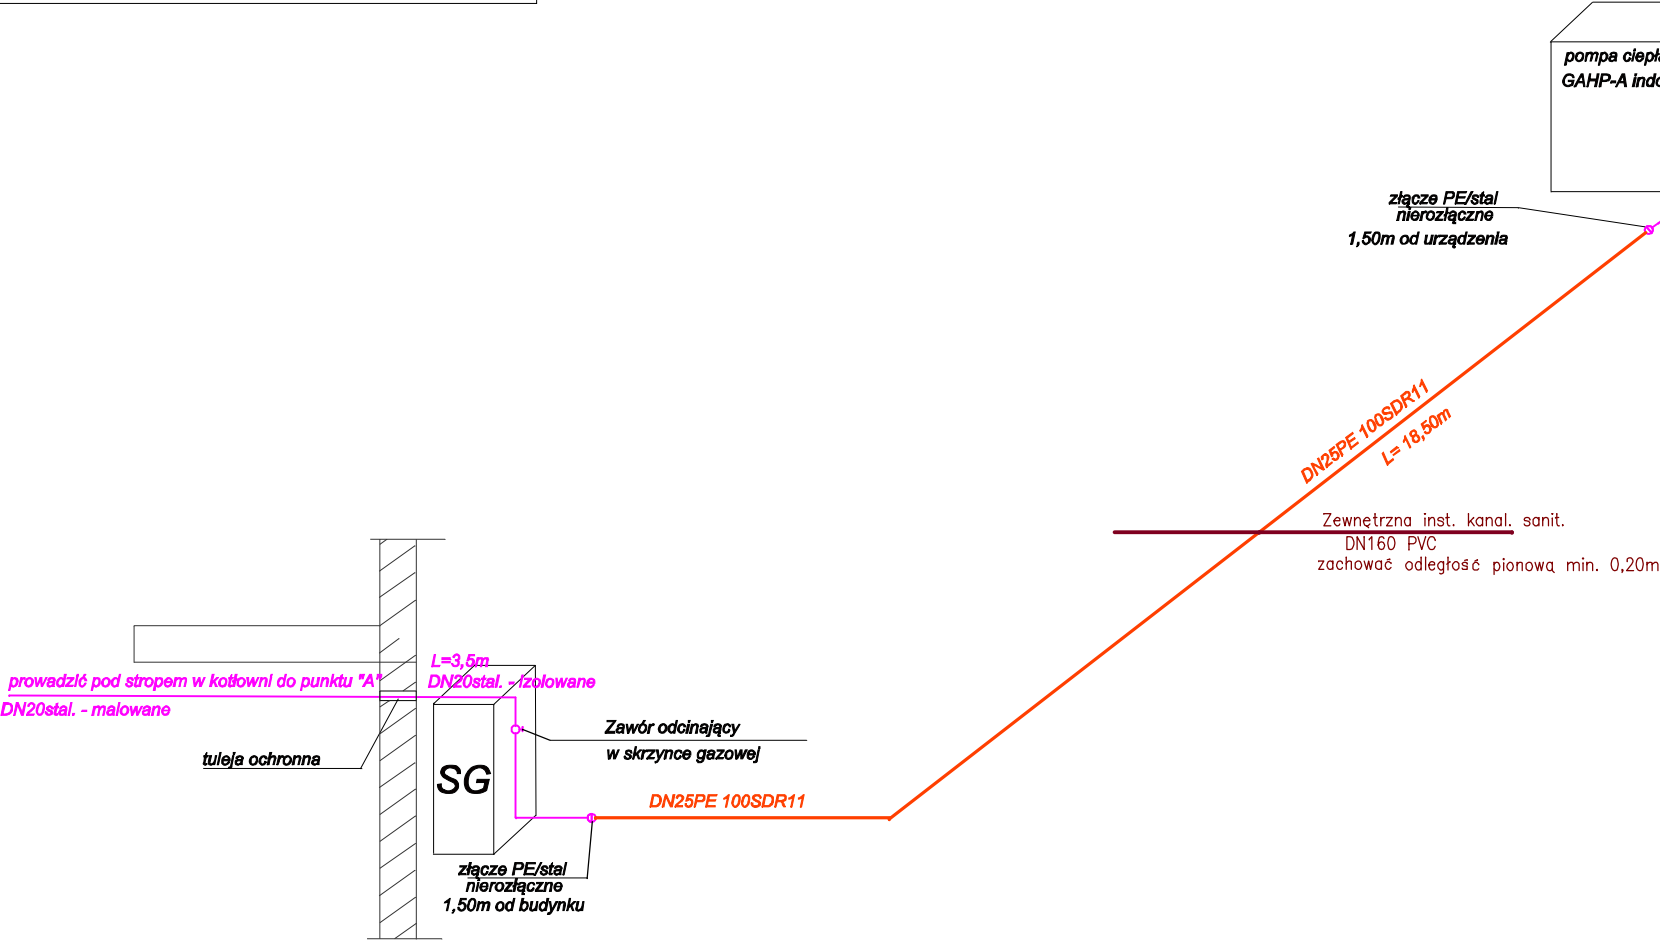 pompa ciepła
GAHP-A
złącze PE/stal
nierozłączne
1,50m od urządzenia
DN25PE 100SDR11
L= 18,50m
Zewnętrzna inst. kanal. sanit.
DN160 PVC
zachować odległość pionową min. 0,20m
L=3,5m
prowadzić pod stropem w kotłowni do punktu "A"
DN20stal. - izolowane
DN20stal. - malowane
Zawór odcinający
w skrzynce gazowej
tuleja ochronna
SG
DN25PE 100SDR11
złącze PE/stal
nierozłączne
1,50m od budynku